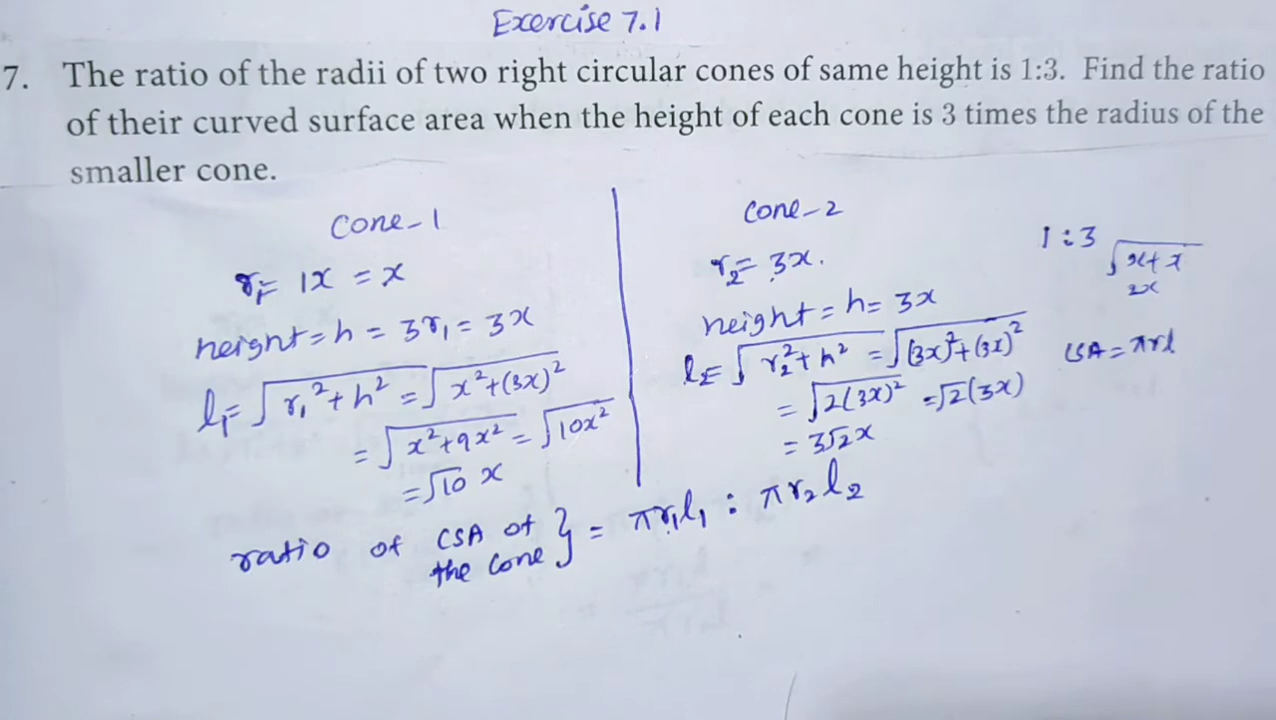 Exercise 7.1
7. The ratio of the radii of two right circular cones of same height is 1:3. Find the ratio
of their curved surface area when the height of each cone is 3 times the radius of the
smaller cone.
Cone-1
r₁= 1x = x
height = h = 3r₁ = 3x
l₁= √r₁²+h² = √x²+(3x)²
= √x²+9x² = √10x²
= √10 x
Cone-2
r₂= 3x.
height = h = 3x
l₂= √r₂²+h² = √(3x)²+(3x)²
= √2(3x)² = √2(3x)
= 3√2x
1:3
√x+x
2x
CSA = πrl
ratio of CSA of the cone } = πr₁l₁ : πr₂l₂